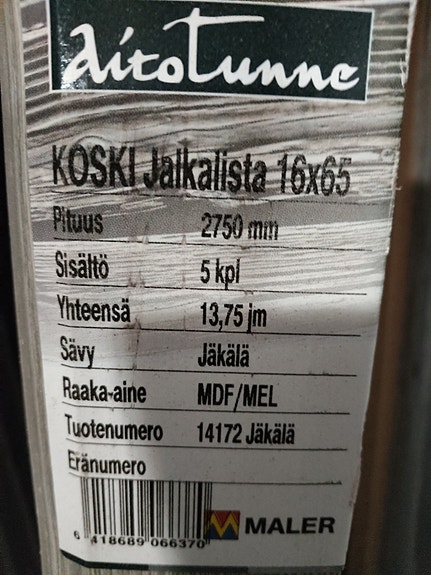 AitoTunne
KOSKI Jalkalista 16x65
Pituus 2750 mm
Sisältö 5 kpl
Yhteensä 13,75 jm
Sävy Jäkälä
Raaka-aine MDF/MEL
Tuotenumero 14172 Jäkälä
Eränumero
6 418689 066370
MALER